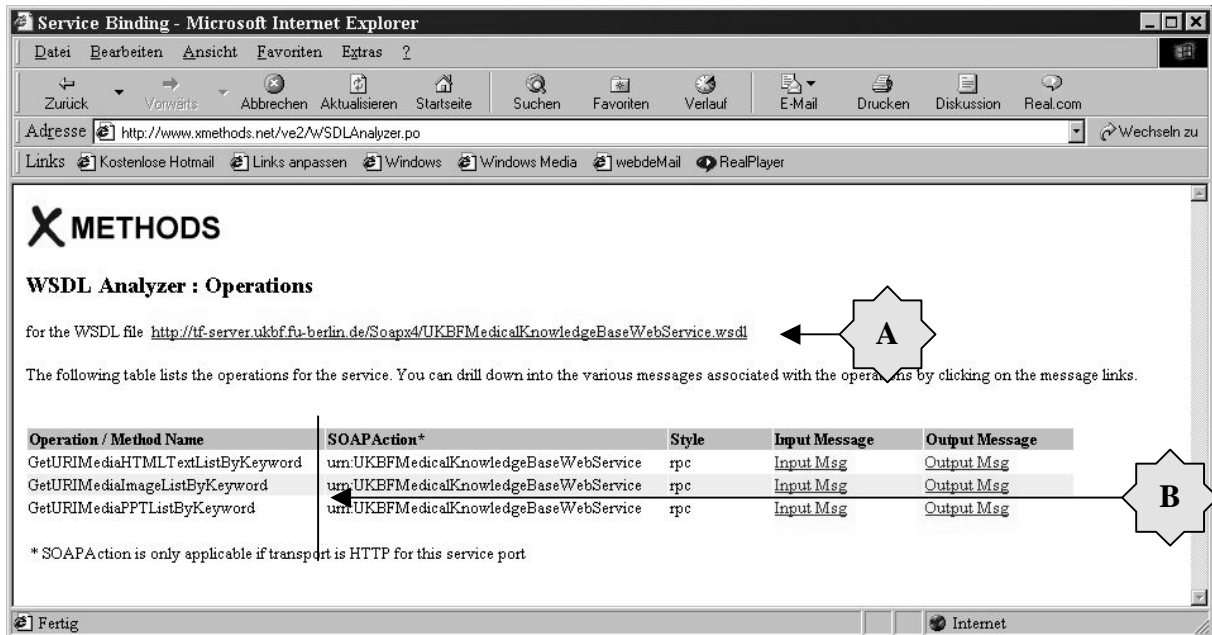 Service Binding - Microsoft Internet Explorer
Datei Bearbeiten Ansicht Favoriten Extras ?
Zurück Vorwärts Abbrechen Aktualisieren Startseite Suchen Favoriten Verlauf E-Mail Drucken Diskussion Real.com
Adresse http://www.xmethods.net/ve2/WSDLAnalyzer.po Wechseln zu
Links Kostenlose Hotmail Links anpassen Windows Windows Media webdeMail RealPlayer
X METHODS
WSDL Analyzer : Operations
for the WSDL file http://tf-server.ukbf.fu-berlin.de/Soapx4/UKBFMedicalKnowledgeBaseWebService.wsdl
A
The following table lists the operations for the service. You can drill down into the various messages associated with the operations by clicking on the message links.
Operation / Method Name SOAPAction* Style Input Message Output Message
GetURIMediaHTMLTextListByKeyword urn:UKBFMedicalKnowledgeBaseWebService rpc Input Msg Output Msg
GetURIMediaImageListByKeyword urn:UKBFMedicalKnowledgeBaseWebService rpc Input Msg Output Msg
GetURIMediaPPTListByKeyword urn:UKBFMedicalKnowledgeBaseWebService rpc Input Msg Output Msg
B
* SOAPAction is only applicable if transport is HTTP for this service port
Fertig Internet